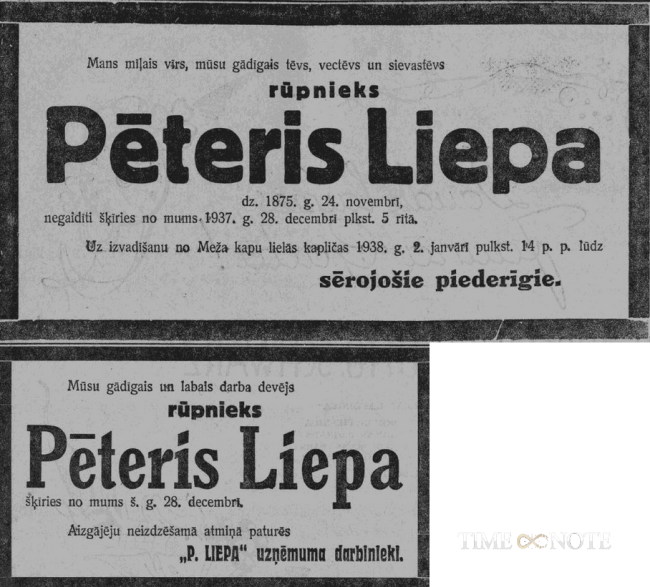 Mans mīļais vīrs, mūsu gādīgais tēvs, vectēvs un sievastēvs
rūpnieks
Pēteris Liepa
dz. 1875. g. 24. novembrī,
negaidīti šķīries no mums 1937. g. 28. decembrī plkst. 5 rītā.
Uz izvadīšanu no Meža kapu lielās kapličas 1938. g. 2. janvārī pulkst. 14 p. p. lūdz
sērojošie piederīgie.
Mūsu gādīgais un labais darba devējs
rūpnieks
Pēteris Liepa
šķīries no mums š. g. 28. decembrī.
Aizgājēju neizdzēšamā atmiņā paturēs
„P. LIEPA“ uzņēmuma darbinieki.
TIME NOTE